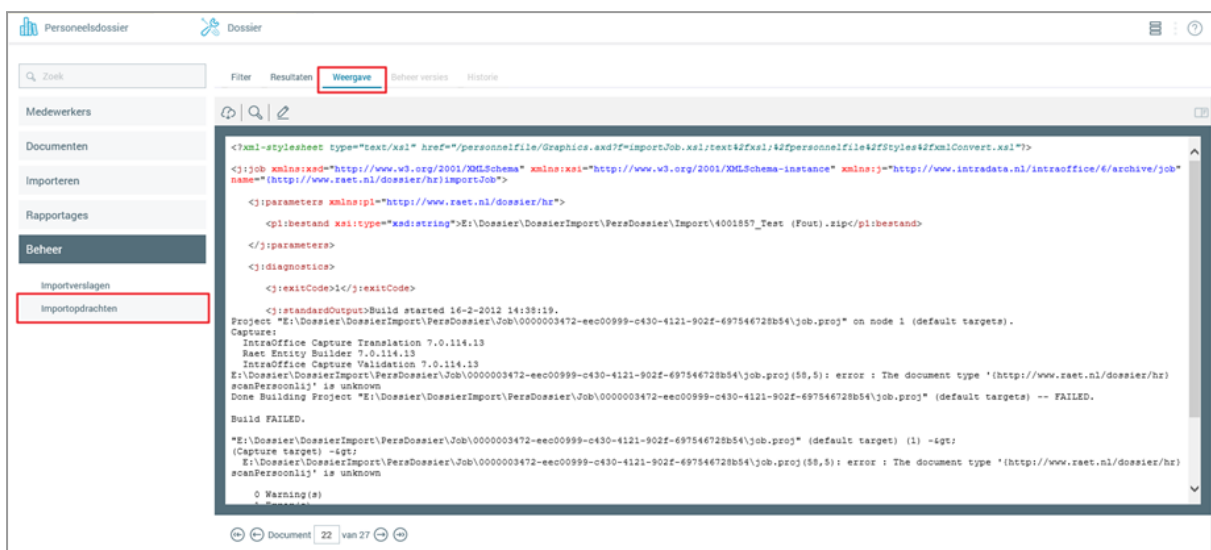 Personeelsdossier
Dossier
Zoek
Medewerkers
Documenten
Importeren
Rapportages
Beheer
Importverslagen
Importopdrachten
Filter Resultaten Weergave Beheer versies Historie
<?xml-stylesheet type="text/xsl" href="/personnelfile/Graphics.axd?f=importJob.xsl;text%2fxsl;%2fpersonnelfile%2fStyles%2fxmlConvert.xsl"?>
<j:job xmlns:xsd="http://www.w3.org/2001/XMLSchema" xmlns:xsi="http://www.w3.org/2001/XMLSchema-instance" xmlns:j="http://www.intradata.nl/intraoffice/6/archive/job"
name="{http://www.raet.nl/dossier/hr}importJob">
<j:parameters xmlns:p1="http://www.raet.nl/dossier/hr">
<p1:bestand xsi:type="xsd:string">E:\Dossier\DossierImport\PersDossier\Import\4001857_Test (Fout).zip</p1:bestand>
</j:parameters>
<j:diagnostics>
<j:exitCode>1</j:exitCode>
<j:standardOutput>Build started 16-2-2012 14:38:19.
Project "E:\Dossier\DossierImport\PersDossier\Job\0000003472-eec00999-c430-4121-902f-697546728b54\job.proj" on node 1 (default targets).
Capture:
IntraOffice Capture Translation 7.0.114.13
Raet Entity Builder 7.0.114.13
IntraOffice Capture Validation 7.0.114.13
E:\Dossier\DossierImport\PersDossier\Job\0000003472-eec00999-c430-4121-902f-697546728b54\job.proj(58,5): error : The document type '{http://www.raet.nl/dossier/hr}
scanPersoonlij' is unknown
Done Building Project "E:\Dossier\DossierImport\PersDossier\Job\0000003472-eec00999-c430-4121-902f-697546728b54\job.proj" (default targets) -- FAILED.
Build FAILED.
"E:\Dossier\DossierImport\PersDossier\Job\0000003472-eec00999-c430-4121-902f-697546728b54\job.proj" (default target) (1) -&gt;
(Capture target) -&gt;
E:\Dossier\DossierImport\PersDossier\Job\0000003472-eec00999-c430-4121-902f-697546728b54\job.proj(58,5): error : The document type '{http://www.raet.nl/dossier/hr}
scanPersoonlij' is unknown
0 Warning(s)
Document 22 van 27